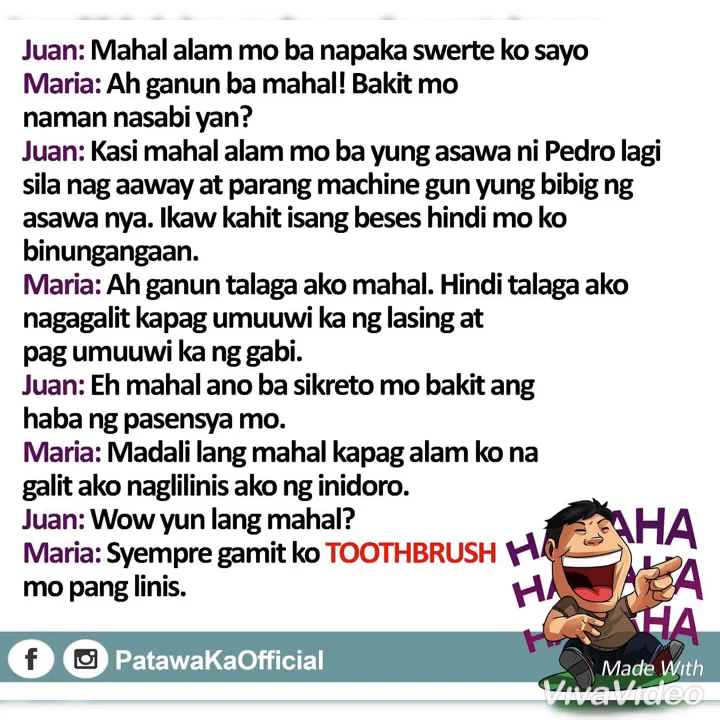 Juan: Mahal alam mo ba napaka swerte ko sayo
Maria: Ah ganun ba mahal! Bakit mo
naman nasabi yan?
Juan: Kasi mahal alam mo ba yung asawa ni Pedro lagi
sila nag aaway at parang machine gun yung bibig ng
asawa nya. Ikaw kahit isang beses hindi mo ko
binungangaan.
Maria: Ah ganun talaga ako mahal. Hindi talaga ako
nagagalit kapag umuuwi ka ng lasing at
pag umuuwi ka ng gabi.
Juan: Eh mahal ano ba sikreto mo bakit ang
haba ng pasensya mo.
Maria: Madali lang mahal kapag alam ko na
galit ako naglilinis ako ng inidoro.
Juan: Wow yun lang mahal?
Maria: Syempre gamit ko TOOTHBRUSH
mo pang linis.
f PatawaKaOfficial
Made With
VivaVideo